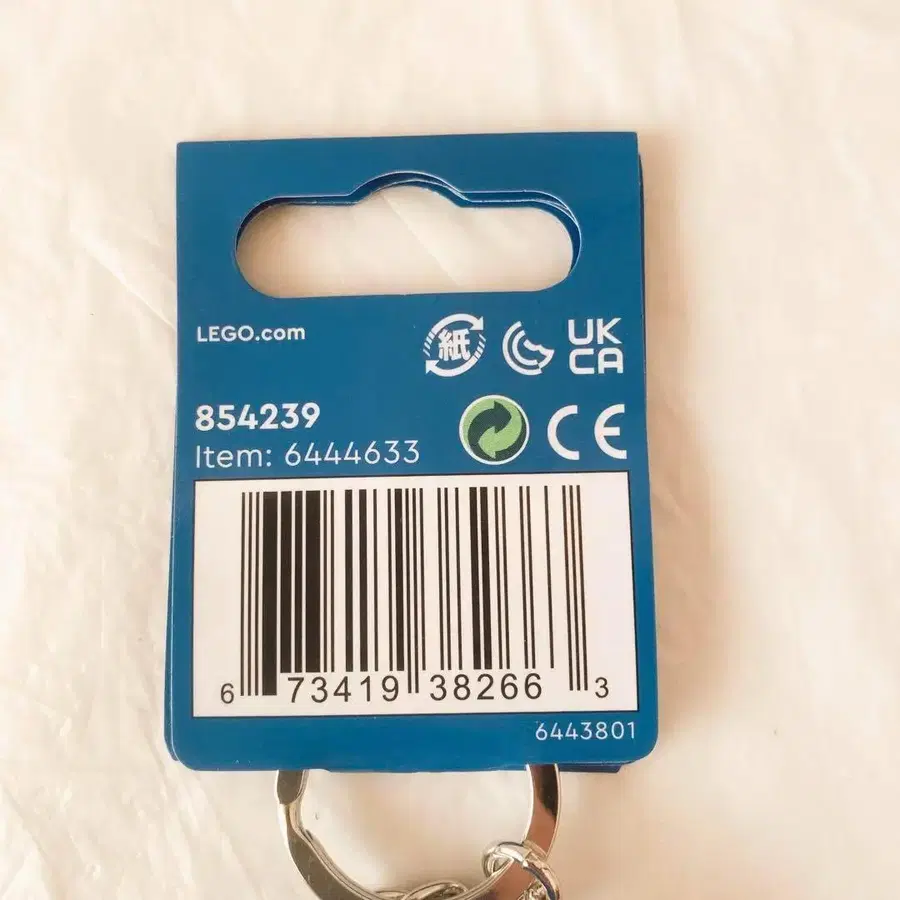 LEGO.com
紙
UK
CA
854239
CE
Item: 6444633
6 73419 38266 3
6443801